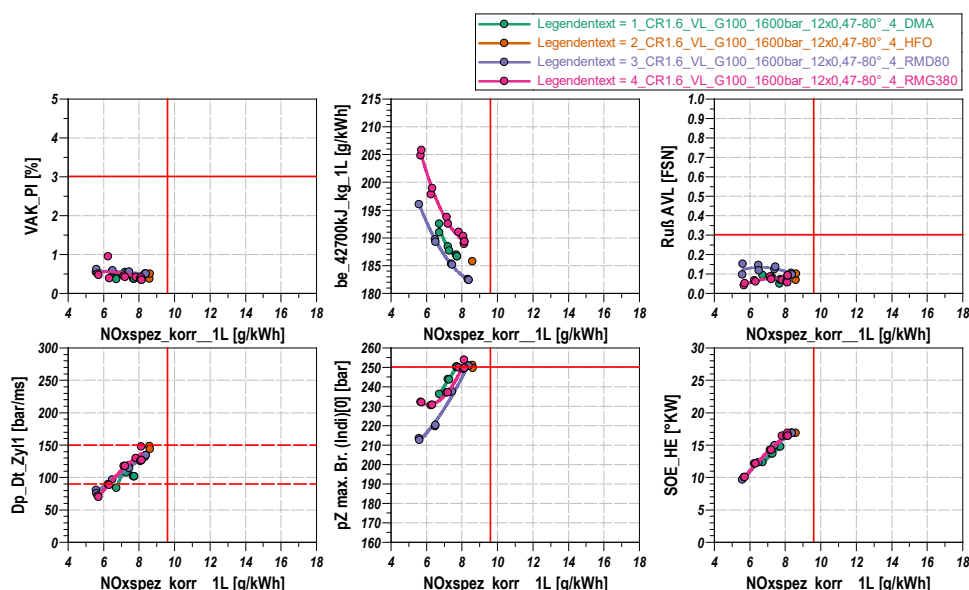 Legendentext = 1_CR1.6_VL_G100_1600bar_12x0,47-80°_4_DMA
Legendentext = 2_CR1.6_VL_G100_1600bar_12x0,47-80°_4_HFO
Legendentext = 3_CR1.6_VL_G100_1600bar_12x0,47-80°_4_RMD80
Legendentext = 4_CR1.6_VL_G100_1600bar_12x0,47-80°_4_RMG380
VAK_PI [%]
5
4
3
2
1
0
4 6 8 10 12 14 16 18
NOxspez_korr__1L [g/kWh]
be_42700kJ_kg_1L [g/kWh]
215
210
205
200
195
190
185
180
4 6 8 10 12 14 16 18
NOxspez_korr__1L [g/kWh]
Ruß AVL [FSN]
1.0
0.9
0.8
0.7
0.6
0.5
0.4
0.3
0.2
0.1
0.0
4 6 8 10 12 14 16 18
NOxspez_korr__1L [g/kWh]
Dp_Dt_Zyl1 [bar/ms]
300
250
200
150
100
50
0
4 6 8 10 12 14 16 18
NOxspez_korr__1L [g/kWh]
pZ max. Br. (Indi)[0] [bar]
260
250
240
230
220
210
200
190
180
170
160
4 6 8 10 12 14 16 18
NOxspez_korr__1L [g/kWh]
SOE_HE [°KW]
30
25
20
15
10
5
0
4 6 8 10 12 14 16 18
NOxspez_korr__1L [g/kWh]